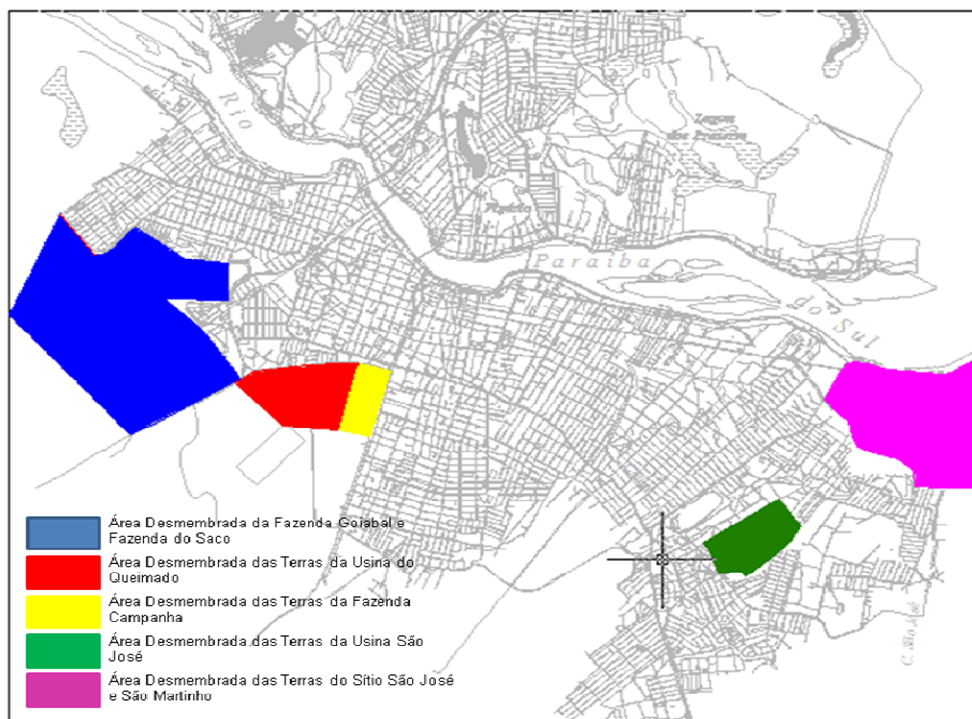 Rio
Paraíba
do Sul
C. São José
Área Desmembrada da Fazenda Goiabal e
Fazenda do Saco
Área Desmembrada das Terras da Usina do
Queimado
Área Desmembrada das Terras da Fazenda
Campanha
Área Desmembrada das Terras da Usina São
José
Área Desmembrada das Terras do Sítio São José
e São Martinho